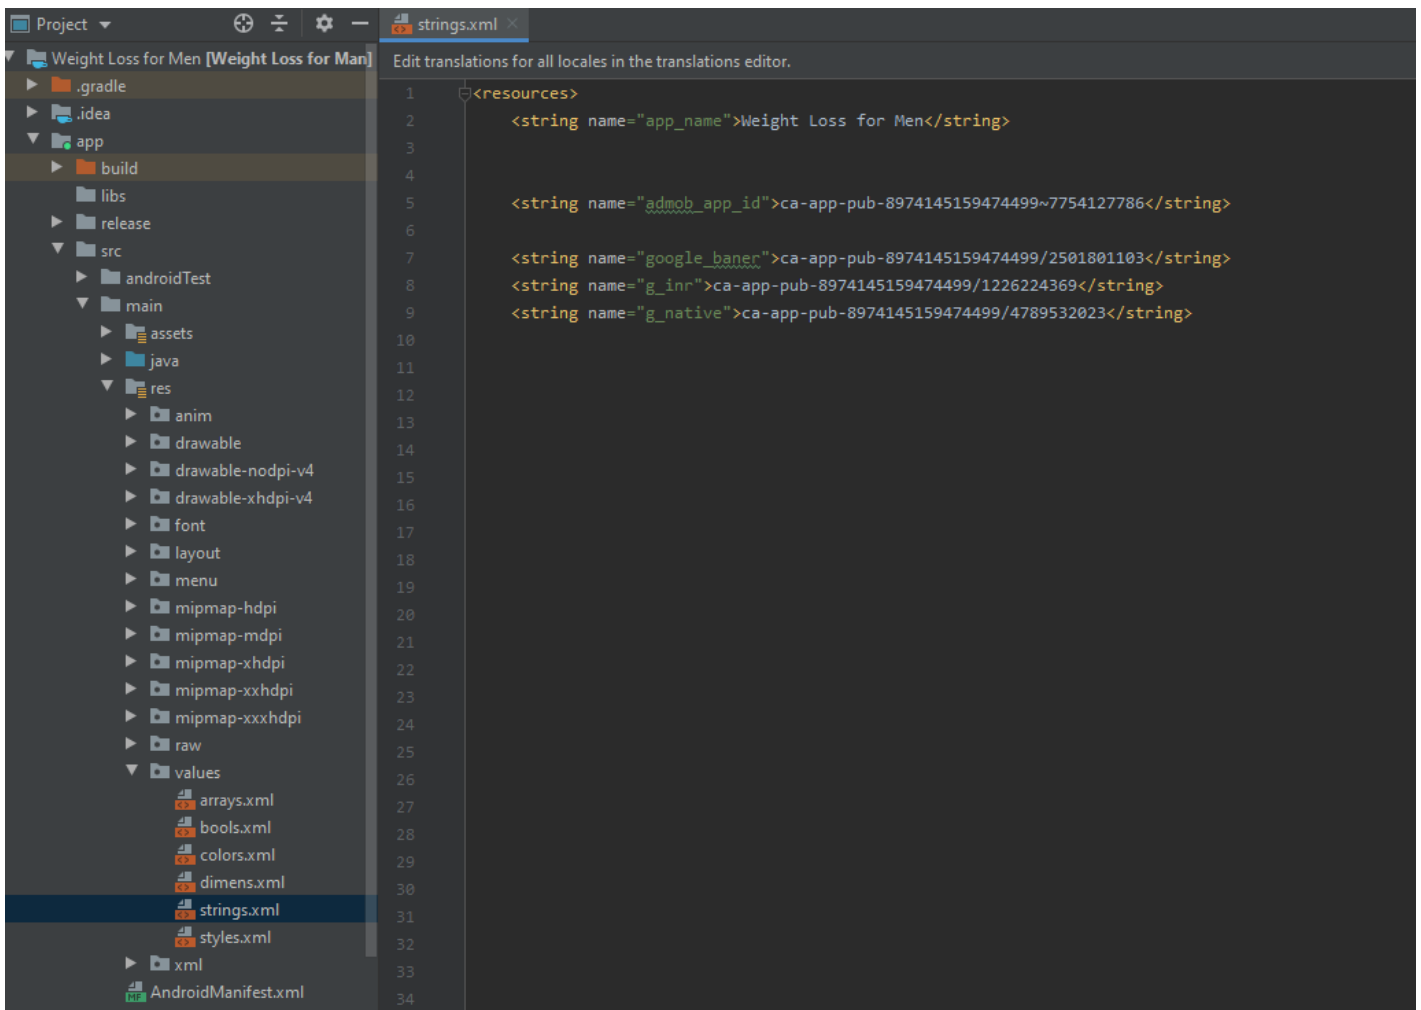 Project
strings.xml
Weight Loss for Men [Weight Loss for Man]
Edit translations for all locales in the translations editor.
.gradle
.idea
app
build
libs
release
src
androidTest
main
assets
java
res
anim
drawable
drawable-nodpi-v4
drawable-xhdpi-v4
font
layout
menu
mipmap-hdpi
mipmap-mdpi
mipmap-xhdpi
mipmap-xxhdpi
mipmap-xxxhdpi
raw
values
arrays.xml
bools.xml
colors.xml
dimens.xml
strings.xml
styles.xml
xml
MF AndroidManifest.xml
1 <resources>
2 <string name="app_name">Weight Loss for Men</string>
3
4
5 <string name="admob_app_id">ca-app-pub-8974145159474499~7754127786</string>
6
7 <string name="google_baner">ca-app-pub-8974145159474499/2501801103</string>
8 <string name="g_inr">ca-app-pub-8974145159474499/1226224369</string>
9 <string name="g_native">ca-app-pub-8974145159474499/4789532023</string>
10
11
12
13
14
15
16
17
18
19
20
21
22
23
24
25
26
27
28
29
30
31
32
33
34